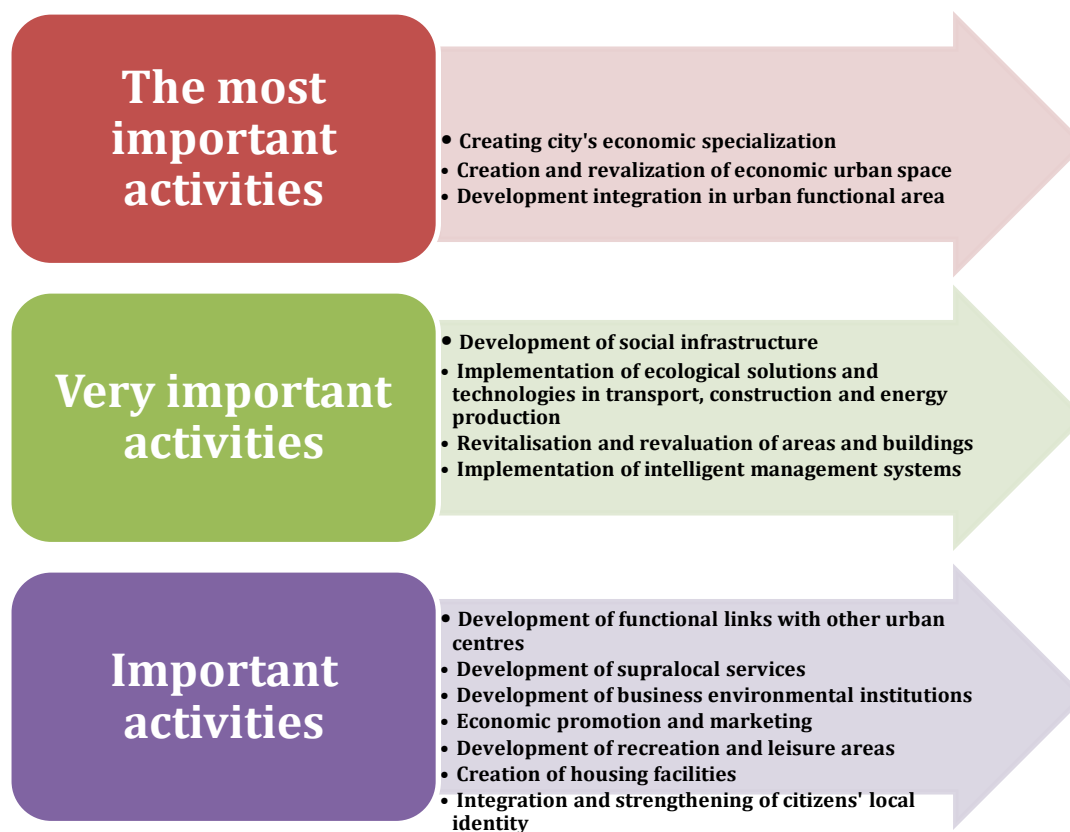 The most
important
activities
• Creating city's economic specialization
• Creation and revalization of economic urban space
• Development integration in urban functional area
Very important
activities
• Development of social infrastructure
• Implementation of ecological solutions and
technologies in transport, construction and energy
production
• Revitalisation and revaluation of areas and buildings
• Implementation of intelligent management systems
Important
activities
• Development of functional links with other urban
centres
• Development of supralocal services
• Development of business environmental institutions
• Economic promotion and marketing
• Development of recreation and leisure areas
• Creation of housing facilities
• Integration and strengthening of citizens' local
identity